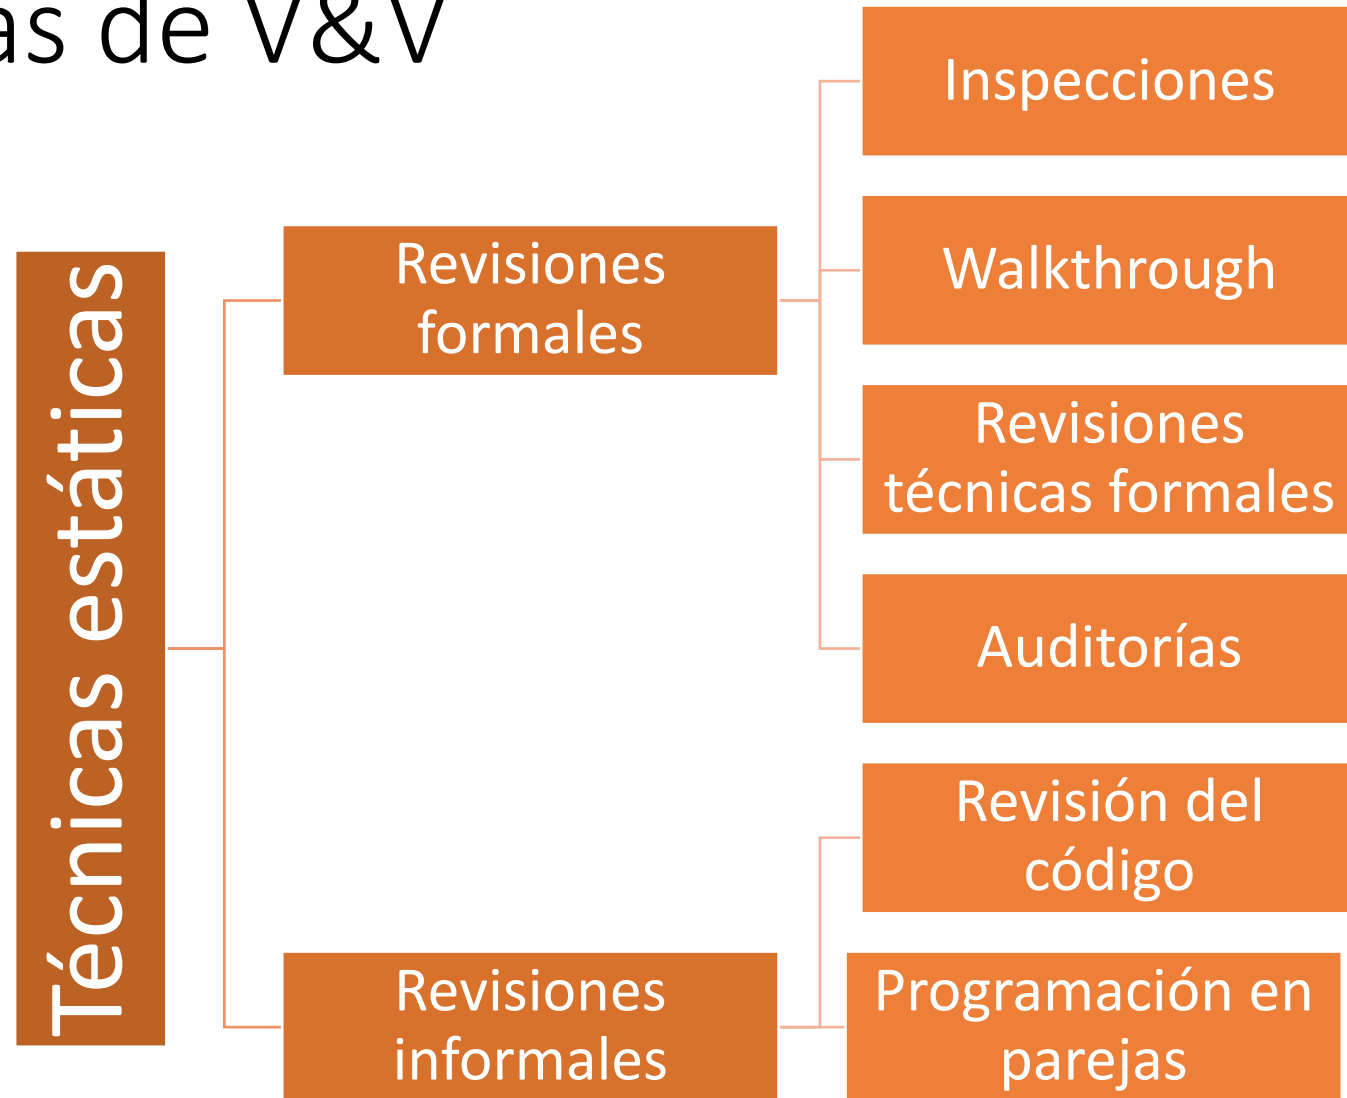 as de V&V
Técnicas estáticas
Revisiones
formales
Inspecciones
Walkthrough
Revisiones
técnicas formales
Auditorías
Revisiones
informales
Revisión del
código
Programación en
parejas